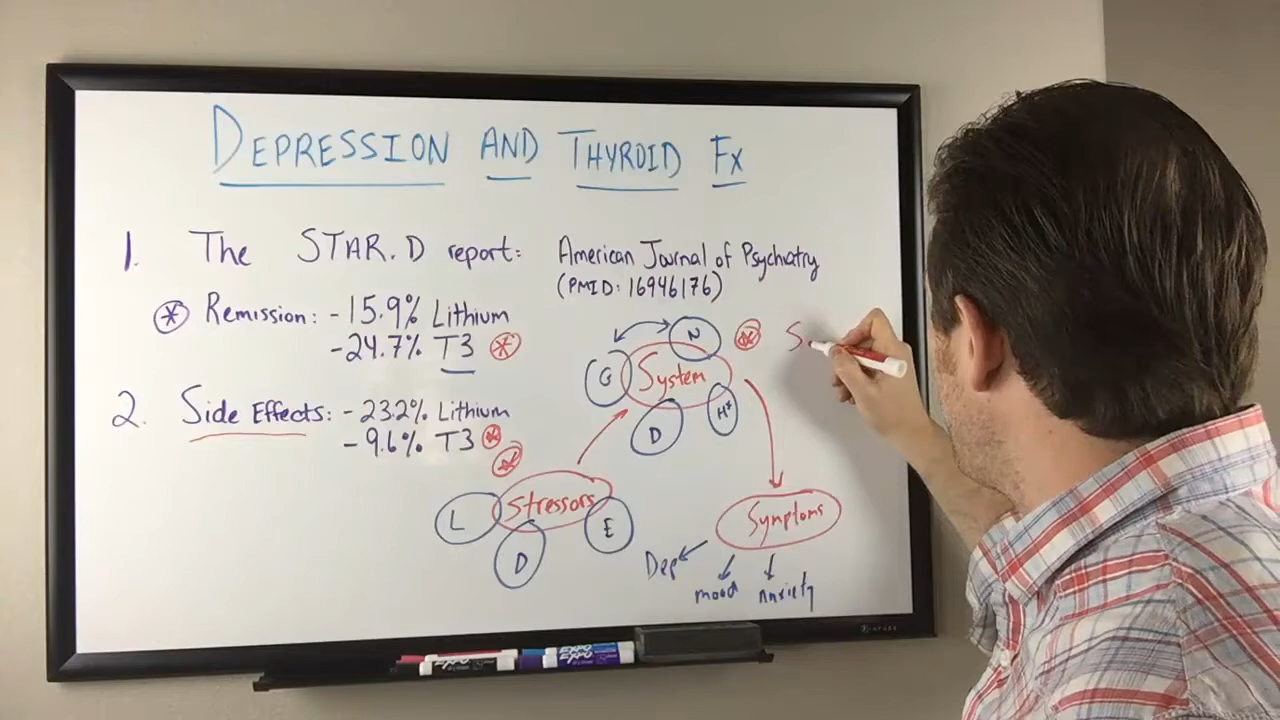 DEPRESSION AND THYROID FX
1. The STAR.D report: American Journal of Psychiatry
(PMID: 16946176)
* Remission: -15.9% Lithium
-24.7% T3 *
2. Side Effects: -23.2% Lithium
-9.6% T3 *
N
G System
D H*
L Stressors E
D
Symptoms
Dep mood Anxiety
S
EXPO
EXPO